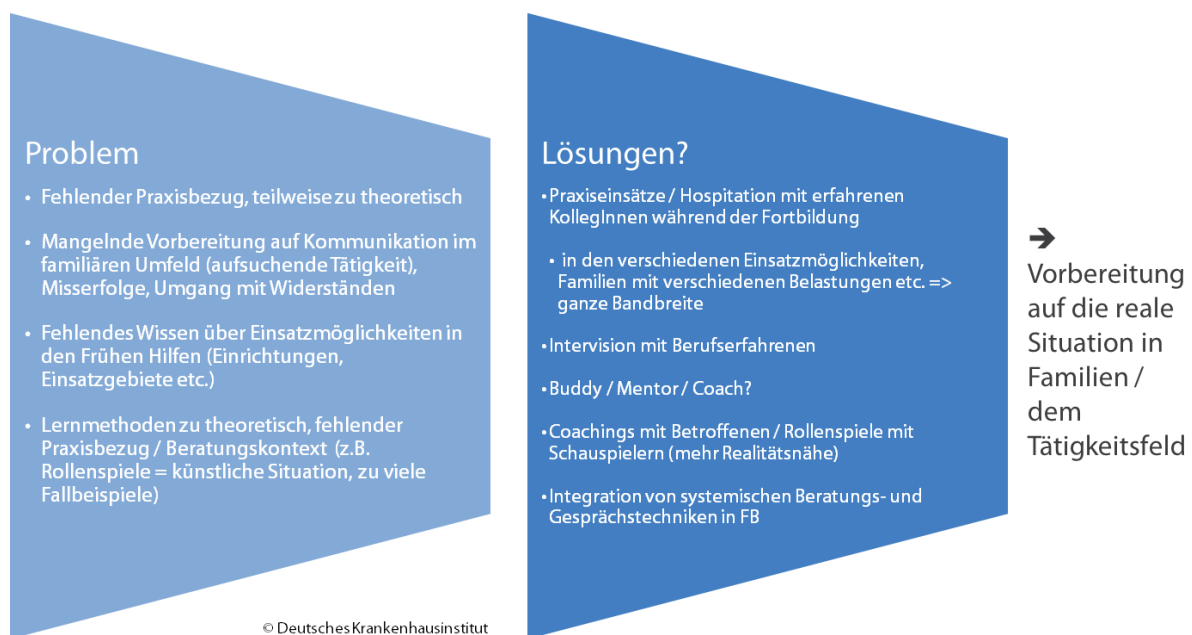 Problem
• Fehlender Praxisbezug, teilweise zu theoretisch
• Mangelnde Vorbereitung auf Kommunikation im
familiären Umfeld (aufsuchende Tätigkeit),
Misserfolge, Umgang mit Widerständen
• Fehlendes Wissen über Einsatzmöglichkeiten in
den Frühen Hilfen (Einrichtungen,
Einsatzgebiete etc.)
• Lernmethoden zu theoretisch, fehlender
Praxisbezug / Beratungskontext (z.B.
Rollenspiele = künstliche Situation, zu viele
Fallbeispiele)
© Deutsches Krankenhausinstitut
Lösungen?
• Praxiseinsätze / Hospitation mit erfahrenen
KollegInnen während der Fortbildung
• in den verschiedenen Einsatzmöglichkeiten,
Familien mit verschiedenen Belastungen etc. =>
ganze Bandbreite
• Intervision mit Berufserfahrenen
• Buddy / Mentor / Coach?
• Coachings mit Betroffenen / Rollenspiele mit
Schauspielern (mehr Realitätsnähe)
• Integration von systemischen Beratungs- und
Gesprächstechniken in FB
➔
Vorbereitung
auf die reale
Situation in
Familien /
dem
Tätigkeitsfeld